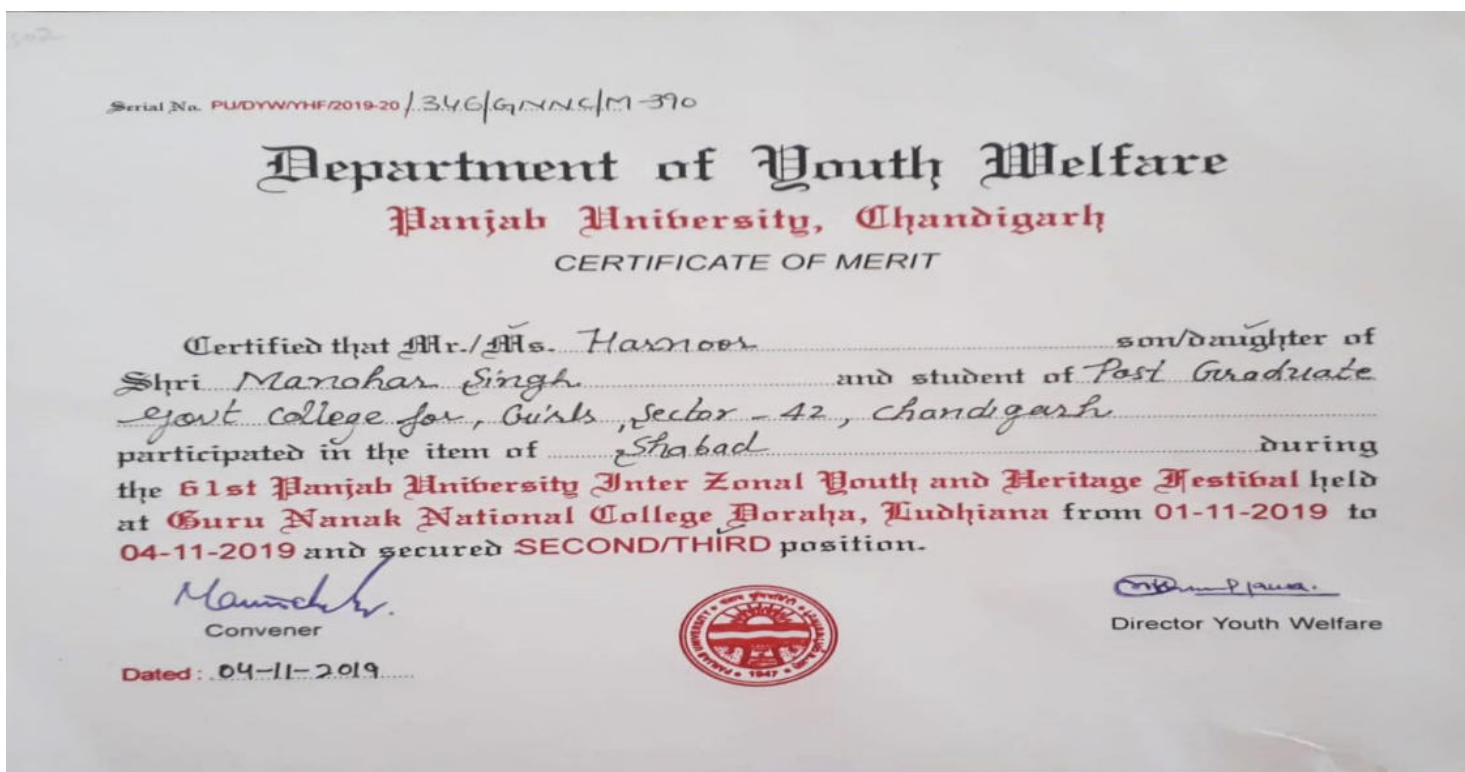 502
Serial No. PU/DYW/YHF/2019-20/346/GNNC/M-390
Department of Youth Welfare
Panjab University, Chandigarh
CERTIFICATE OF MERIT
Certified that Mr./Ms. Harnoor son/daughter of
Shri Manohar Singh and student of Post Graduate
Govt College for, Girls, Sector - 42, Chandigarh
participated in the item of Shabad during
the 61st Panjab University Inter Zonal Youth and Heritage Festival held
at Guru Nanak National College Doraha, Ludhiana from 01-11-2019 to
04-11-2019 and secured SECOND/THIRD position.
Convener
Director Youth Welfare
Dated : 04-11-2019
PANJAB UNIVERSITY
1947